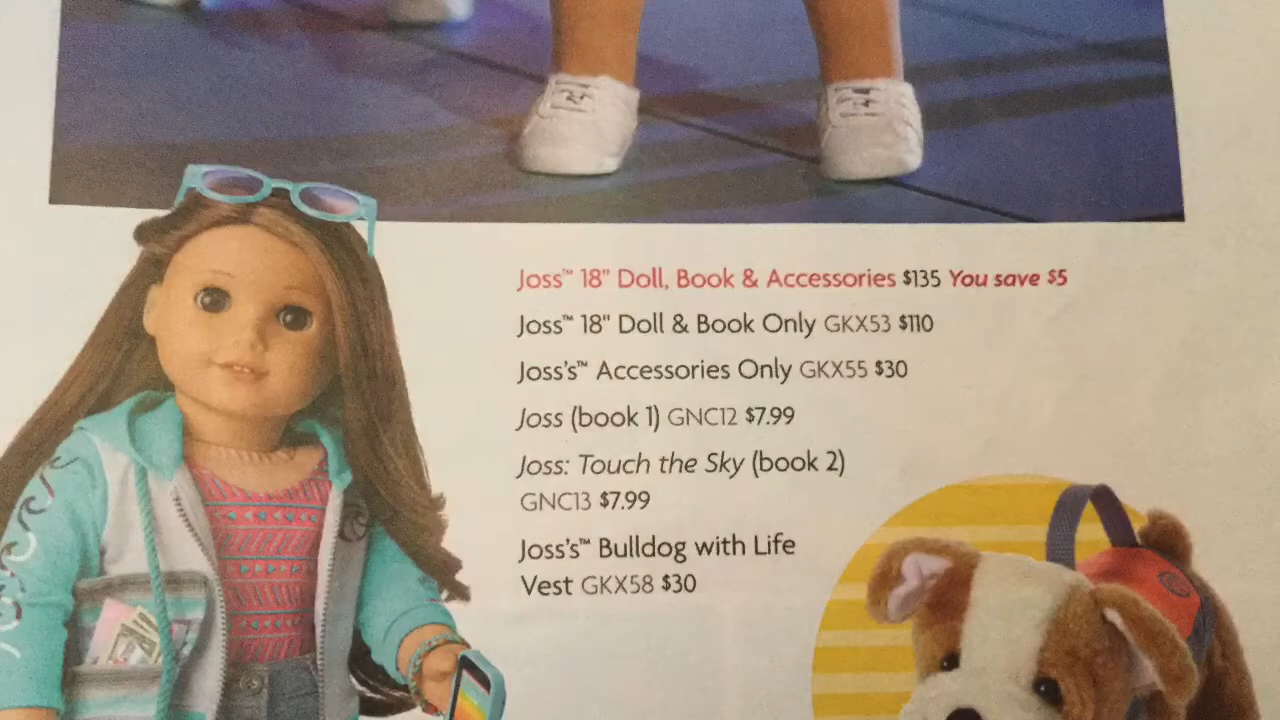 Joss™ 18" Doll, Book & Accessories $135 You save $5
Joss™ 18" Doll & Book Only GKX53 $110
Joss's™ Accessories Only GKX55 $30
Joss (book 1) GNC12 $7.99
Joss: Touch the Sky (book 2)
GNC13 $7.99
Joss's™ Bulldog with Life
Vest GKX58 $30